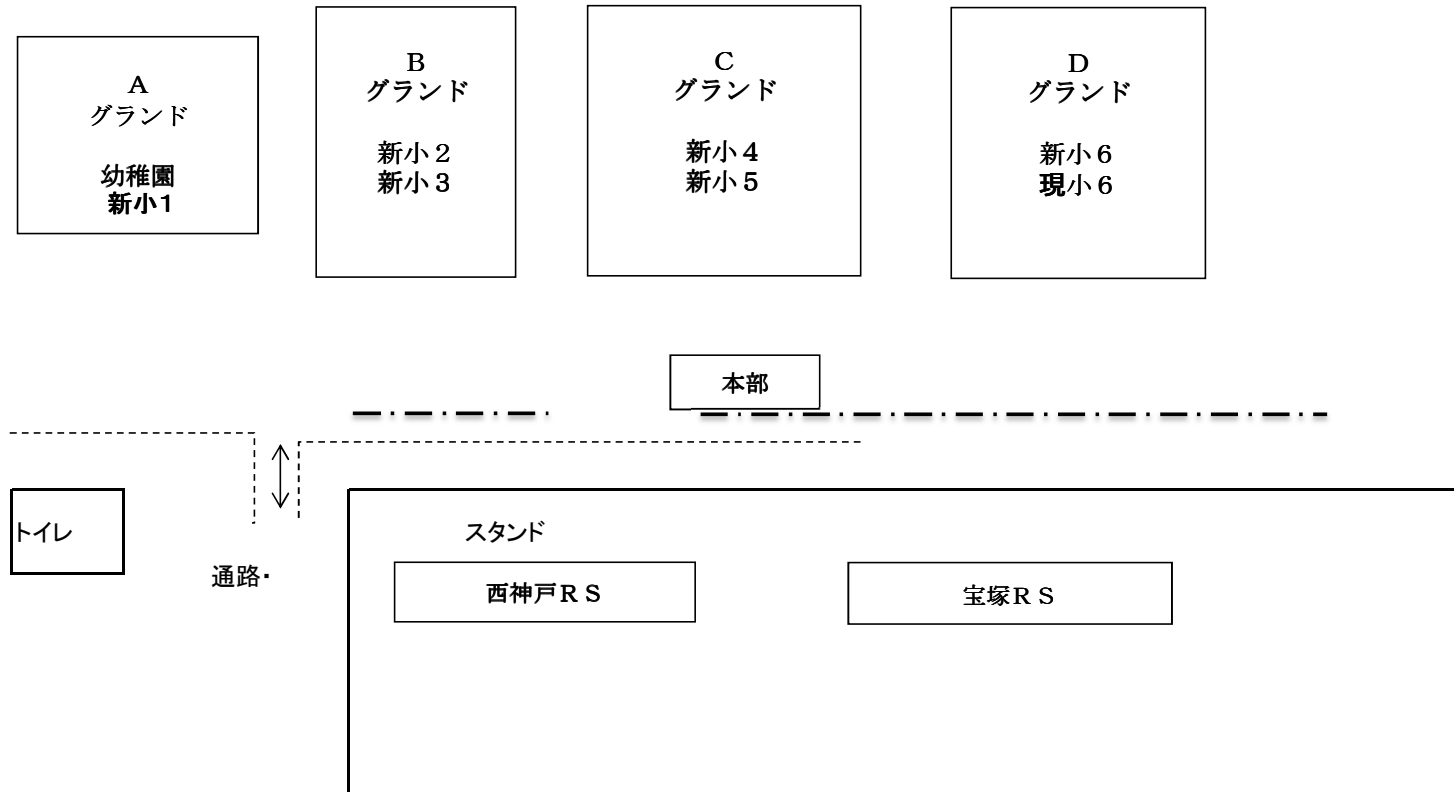 A
グランド
幼稚園
新小1
B
グランド
新小２
新小３
C
グランド
新小４
新小５
D
グランド
新小６
現小６
本部
トイレ
通路・
スタンド
西神戸ＲＳ
宝塚ＲＳ